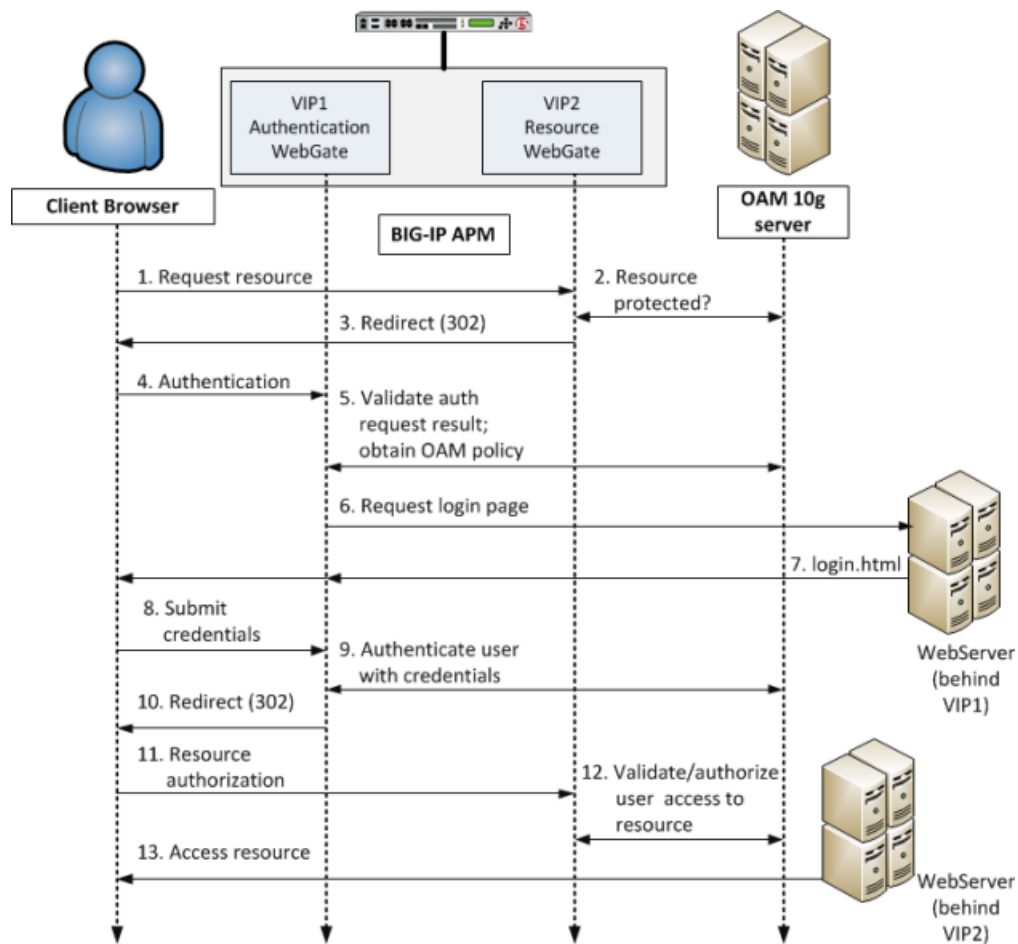 VIP1
Authentication
WebGate
VIP2
Resource
WebGate
Client Browser
BIG-IP APM
OAM 10g
server
1. Request resource
2. Resource
protected?
3. Redirect (302)
4. Authentication
5. Validate auth
request result;
obtain OAM policy
6. Request login page
7. login.html
8. Submit
credentials
9. Authenticate user
with credentials
WebServer
(behind
VIP1)
10. Redirect (302)
11. Resource
authorization
12. Validate/authorize
user access to
resource
13. Access resource
WebServer
(behind
VIP2)